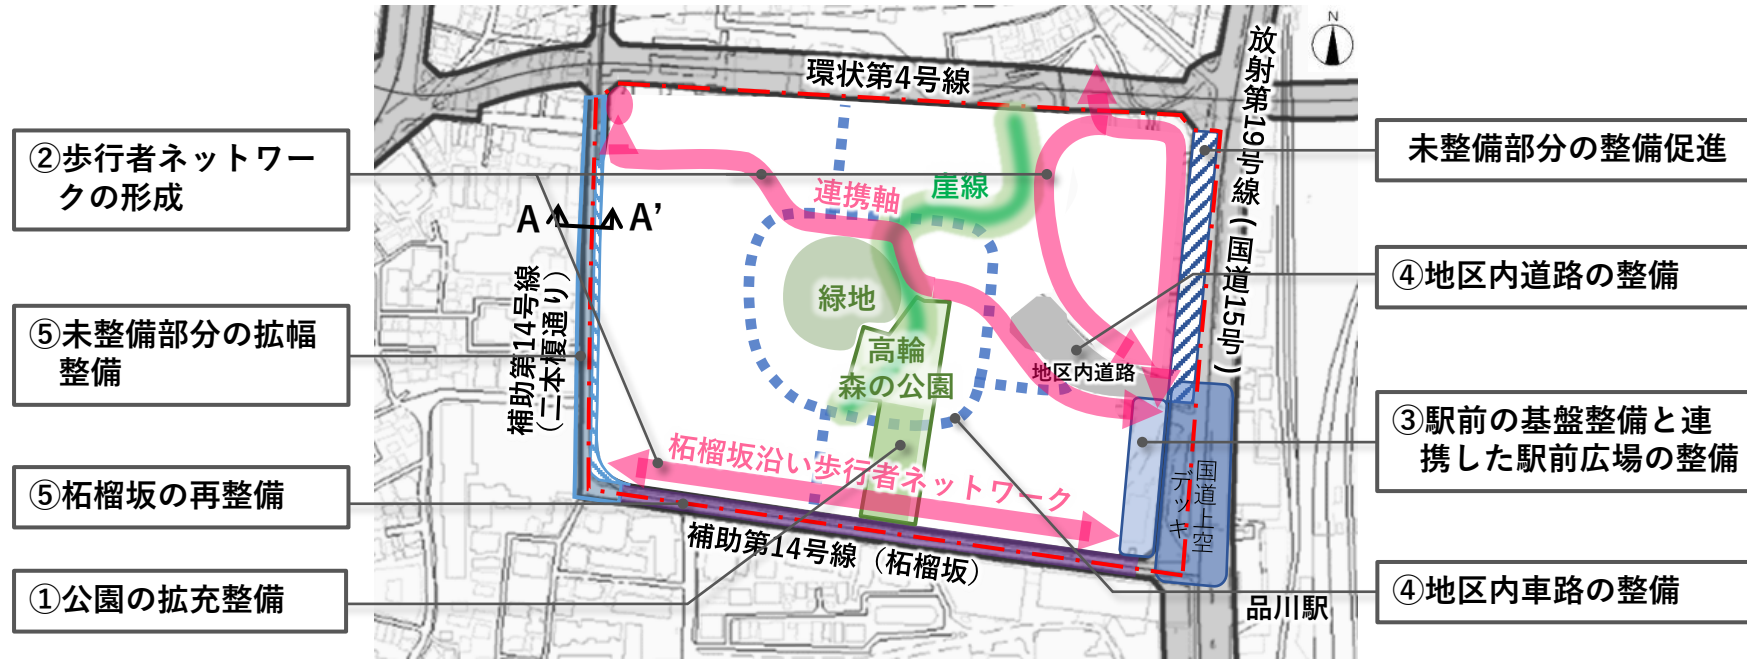 ②歩行者ネットワー
クの形成
⑤未整備部分の拡幅
整備
⑤柘榴坂の再整備
①公園の拡充整備
N
環状第4号線
放射第19号線(国道15号)
連携軸
崖線
A
A’
補助第14号線
(二本榎通り)
緑地
高輪
森の公園
地区内道路
柘榴坂沿い歩行者ネットワーク
補助第14号線(柘榴坂)
国道上空
デッキ
品川駅
未整備部分の整備促進
④地区内道路の整備
③駅前の基盤整備と連
携した駅前広場の整備
④地区内車路の整備